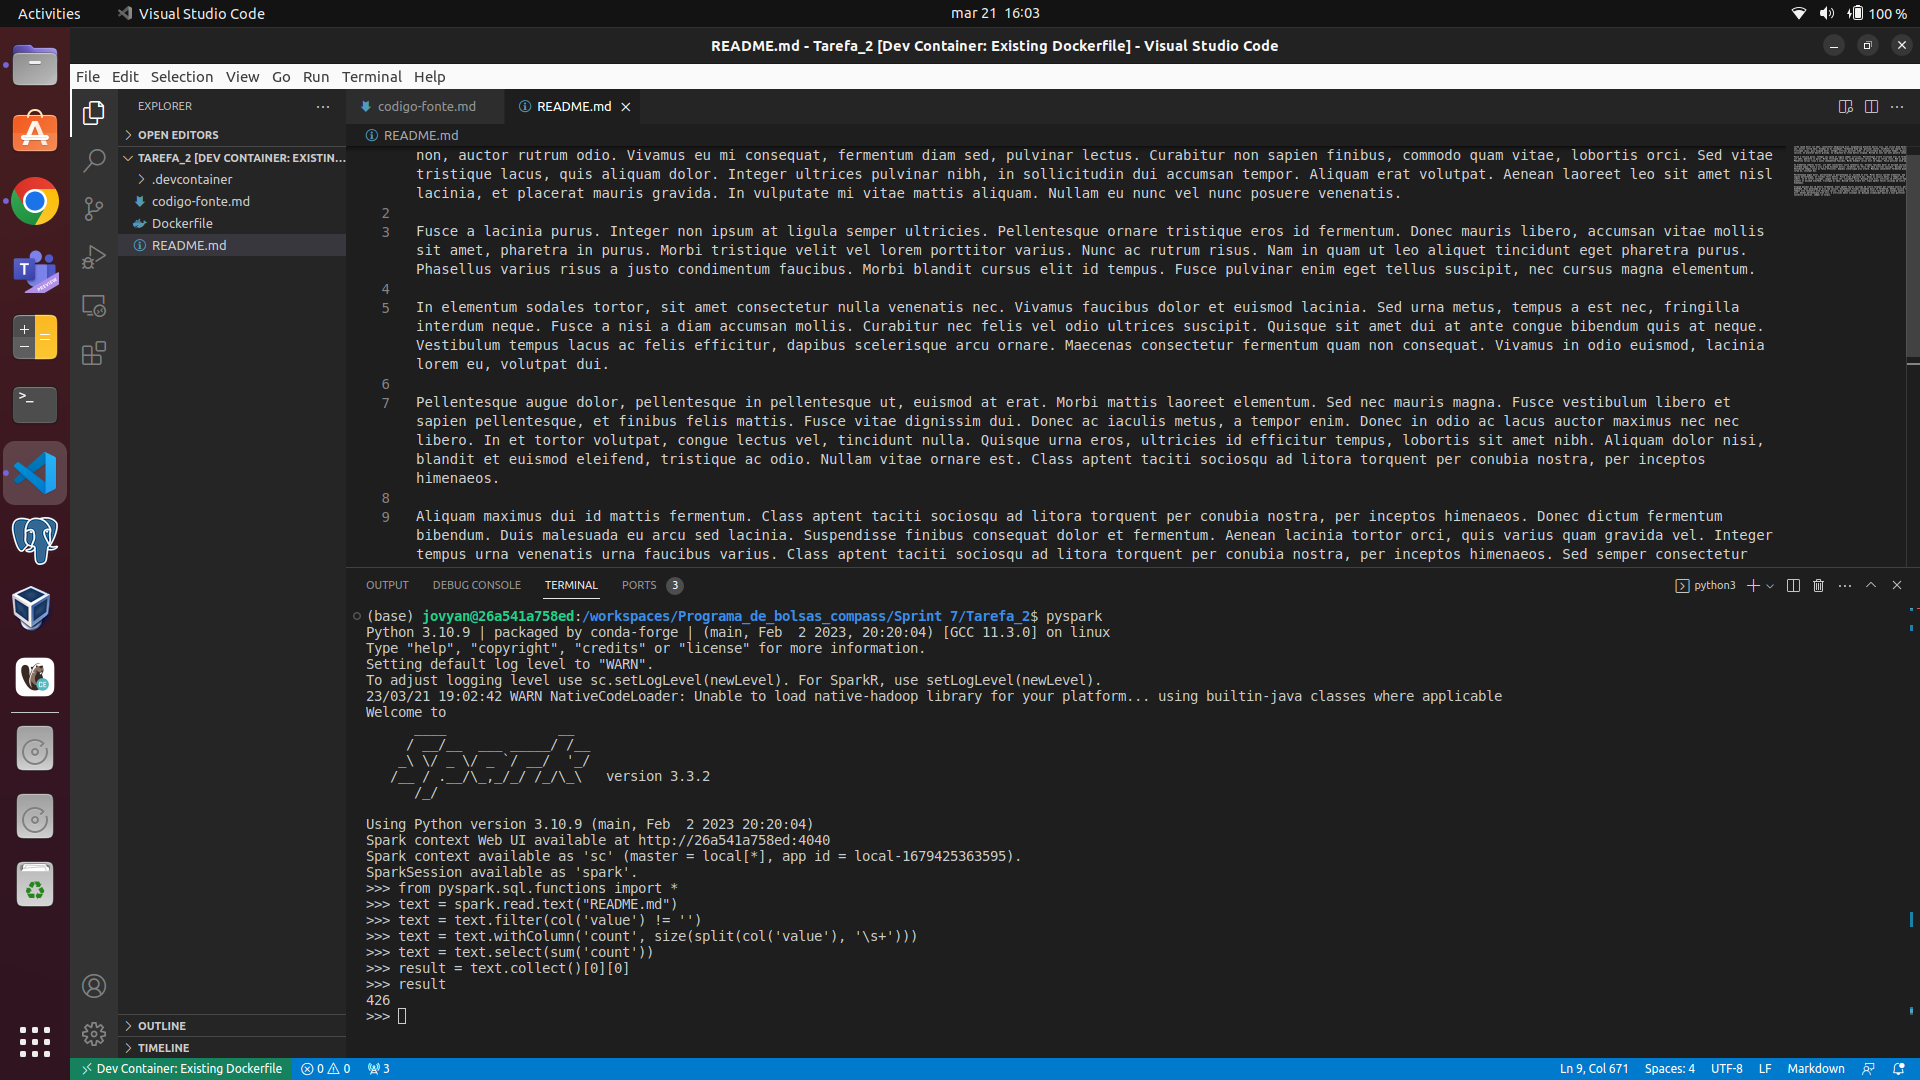 Activities
Visual Studio Code
mar 21 16:03
100 %
README.md - Tarefa_2 [Dev Container: Existing Dockerfile] - Visual Studio Code
File Edit Selection View Go Run Terminal Help
EXPLORER
OPEN EDITORS
TAREFA_2 [DEV CONTAINER: EXISTIN...
.devcontainer
codigo-fonte.md
Dockerfile
README.md
OUTLINE
TIMELINE
codigo-fonte.md
README.md
README.md
non, auctor rutrum odio. Vivamus eu mi consequat, fermentum diam sed, pulvinar lectus. Curabitur non sapien finibus, commodo quam vitae, lobortis orci. Sed vitae
tristique lacus, quis aliquam dolor. Integer ultrices pulvinar nibh, in sollicitudin dui accumsan tempor. Aliquam erat volutpat. Aenean laoreet leo sit amet nisl
lacinia, et placerat mauris gravida. In vulputate mi vitae mattis aliquam. Nullam eu nunc vel nunc posuere venenatis.
2
3 Fusce a lacinia purus. Integer non ipsum at ligula semper ultricies. Pellentesque ornare tristique eros id fermentum. Donec mauris libero, accumsan vitae mollis
sit amet, pharetra in purus. Morbi tristique velit vel lorem porttitor varius. Nunc ac rutrum risus. Nam in quam ut leo aliquet tincidunt eget pharetra purus.
Phasellus varius risus a justo condimentum faucibus. Morbi blandit cursus elit id tempus. Fusce pulvinar enim eget tellus suscipit, nec cursus magna elementum.
4
5 In elementum sodales tortor, sit amet consectetur nulla venenatis nec. Vivamus faucibus dolor et euismod lacinia. Sed urna metus, tempus a est nec, fringilla
interdum neque. Fusce a nisi a diam accumsan mollis. Curabitur nec felis vel odio ultrices suscipit. Quisque sit amet dui at ante congue bibendum quis at neque.
Vestibulum tempus lacus ac felis efficitur, dapibus scelerisque arcu ornare. Maecenas consectetur fermentum quam non consequat. Vivamus in odio euismod, lacinia
lorem eu, volutpat dui.
6
7 Pellentesque augue dolor, pellentesque in pellentesque ut, euismod at erat. Morbi mattis laoreet elementum. Sed nec mauris magna. Fusce vestibulum libero et
sapien pellentesque, et finibus felis mattis. Fusce vitae dignissim dui. Donec ac iaculis metus, a tempor enim. Donec in odio ac lacus auctor maximus nec nec
libero. In et tortor volutpat, congue lectus vel, tincidunt nulla. Quisque urna eros, ultricies id efficitur tempus, lobortis sit amet nibh. Aliquam dolor nisi,
blandit et euismod eleifend, tristique ac odio. Nullam vitae ornare est. Class aptent taciti sociosqu ad litora torquent per conubia nostra, per inceptos
himenaeos.
8
9 Aliquam maximus dui id mattis fermentum. Class aptent taciti sociosqu ad litora torquent per conubia nostra, per inceptos himenaeos. Donec dictum fermentum
bibendum. Duis malesuada eu arcu sed lacinia. Suspendisse finibus consequat dolor et fermentum. Aenean lacinia tortor orci, quis varius quam gravida vel. Integer
tempus urna venenatis urna faucibus varius. Class aptent taciti sociosqu ad litora torquent per conubia nostra, per inceptos himenaeos. Sed semper consectetur
OUTPUT DEBUG CONSOLE TERMINAL PORTS 3
python3
(base) jovyan@26a541a758ed:/workspaces/Programa_de_bolsas_compass/Sprint 7/Tarefa_2$ pyspark
Python 3.10.9 | packaged by conda-forge | (main, Feb  2 2023, 20:20:04) [GCC 11.3.0] on linux
Type "help", "copyright", "credits" or "license" for more information.
Setting default log level to "WARN".
To adjust logging level use sc.setLogLevel(newLevel). For SparkR, use setLogLevel(newLevel).
23/03/21 19:02:42 WARN NativeCodeLoader: Unable to load native-hadoop library for your platform... using builtin-java classes where applicable
Welcome to
      ____              __
     / __/__  ___ _____/ /__
    _\ \/ _ \/ _ `/ __/  '_/
   /__ / .__/\_,_/_/ /_/\_\   version 3.3.2
      /_/
Using Python version 3.10.9 (main, Feb  2 2023 20:20:04)
Spark context Web UI available at http://26a541a758ed:4040
Spark context available as 'sc' (master = local[*], app id = local-1679425363595).
SparkSession available as 'spark'.
>>> from pyspark.sql.functions import *
>>> text = spark.read.text("README.md")
>>> text = text.filter(col('value') != '')
>>> text = text.withColumn('count', size(split(col('value'), '\s+')))
>>> text = text.select(sum('count'))
>>> result = text.collect()[0][0]
>>> result
426
>>>
Dev Container: Existing Dockerfile 0 0 3
Ln 9, Col 671 Spaces: 4 UTF-8 LF Markdown